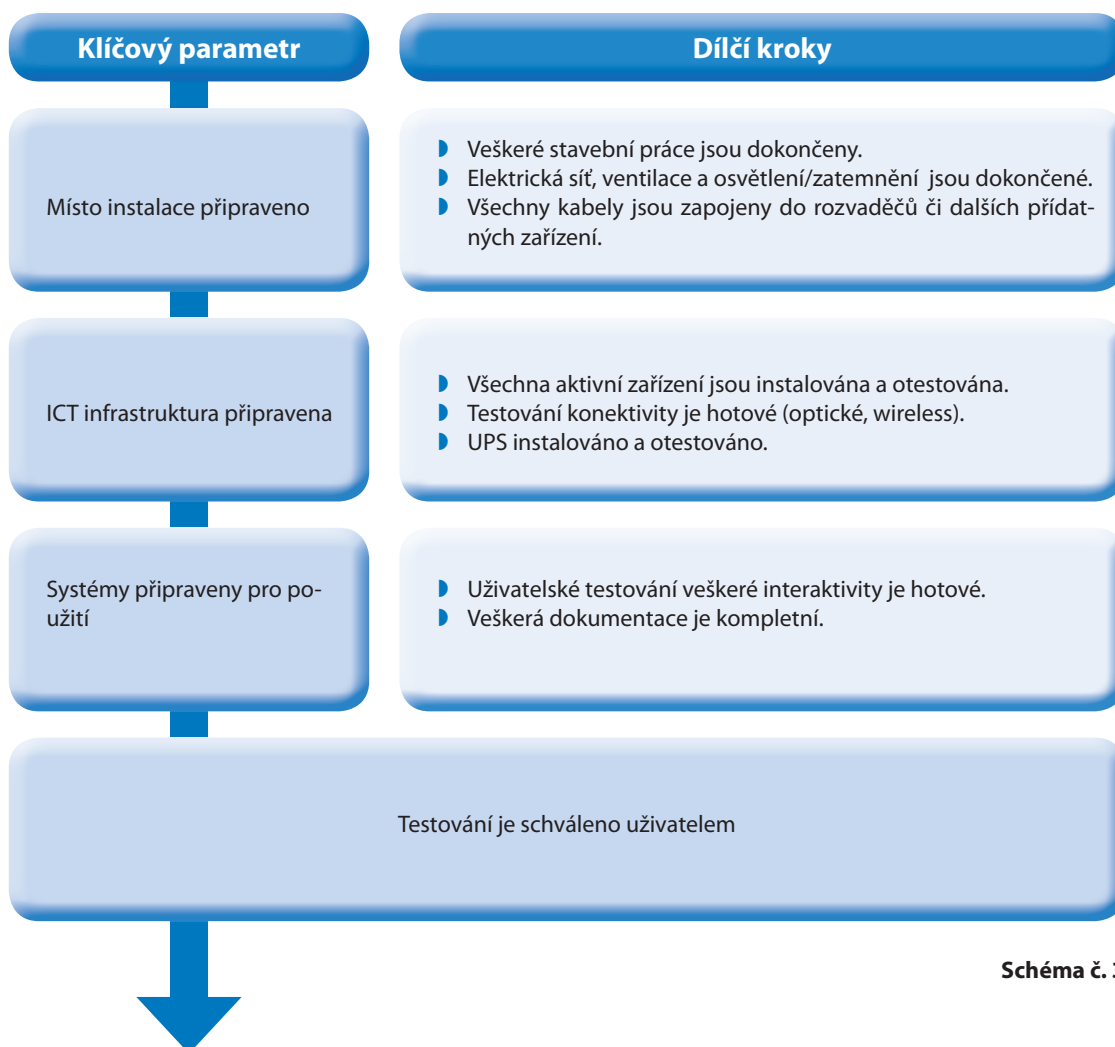 Klíčový parametr
Dílčí kroky
Místo instalace připraveno
Veškeré stavební práce jsou dokončeny.
Elektrická síť, ventilace a osvětlení/zatemnění jsou dokončené.
Všechny kabely jsou zapojeny do rozvaděčů či dalších přídat-
ných zařízení.
ICT infrastruktura připravena
Všechna aktivní zařízení jsou instalována a otestována.
Testování konektivity je hotové (optické, wireless).
UPS instalováno a otestováno.
Systémy připraveny pro po-
užití
Uživatelské testování veškeré interaktivity je hotové.
Veškerá dokumentace je kompletní.
Testování je schváleno uživatelem
Schéma č.